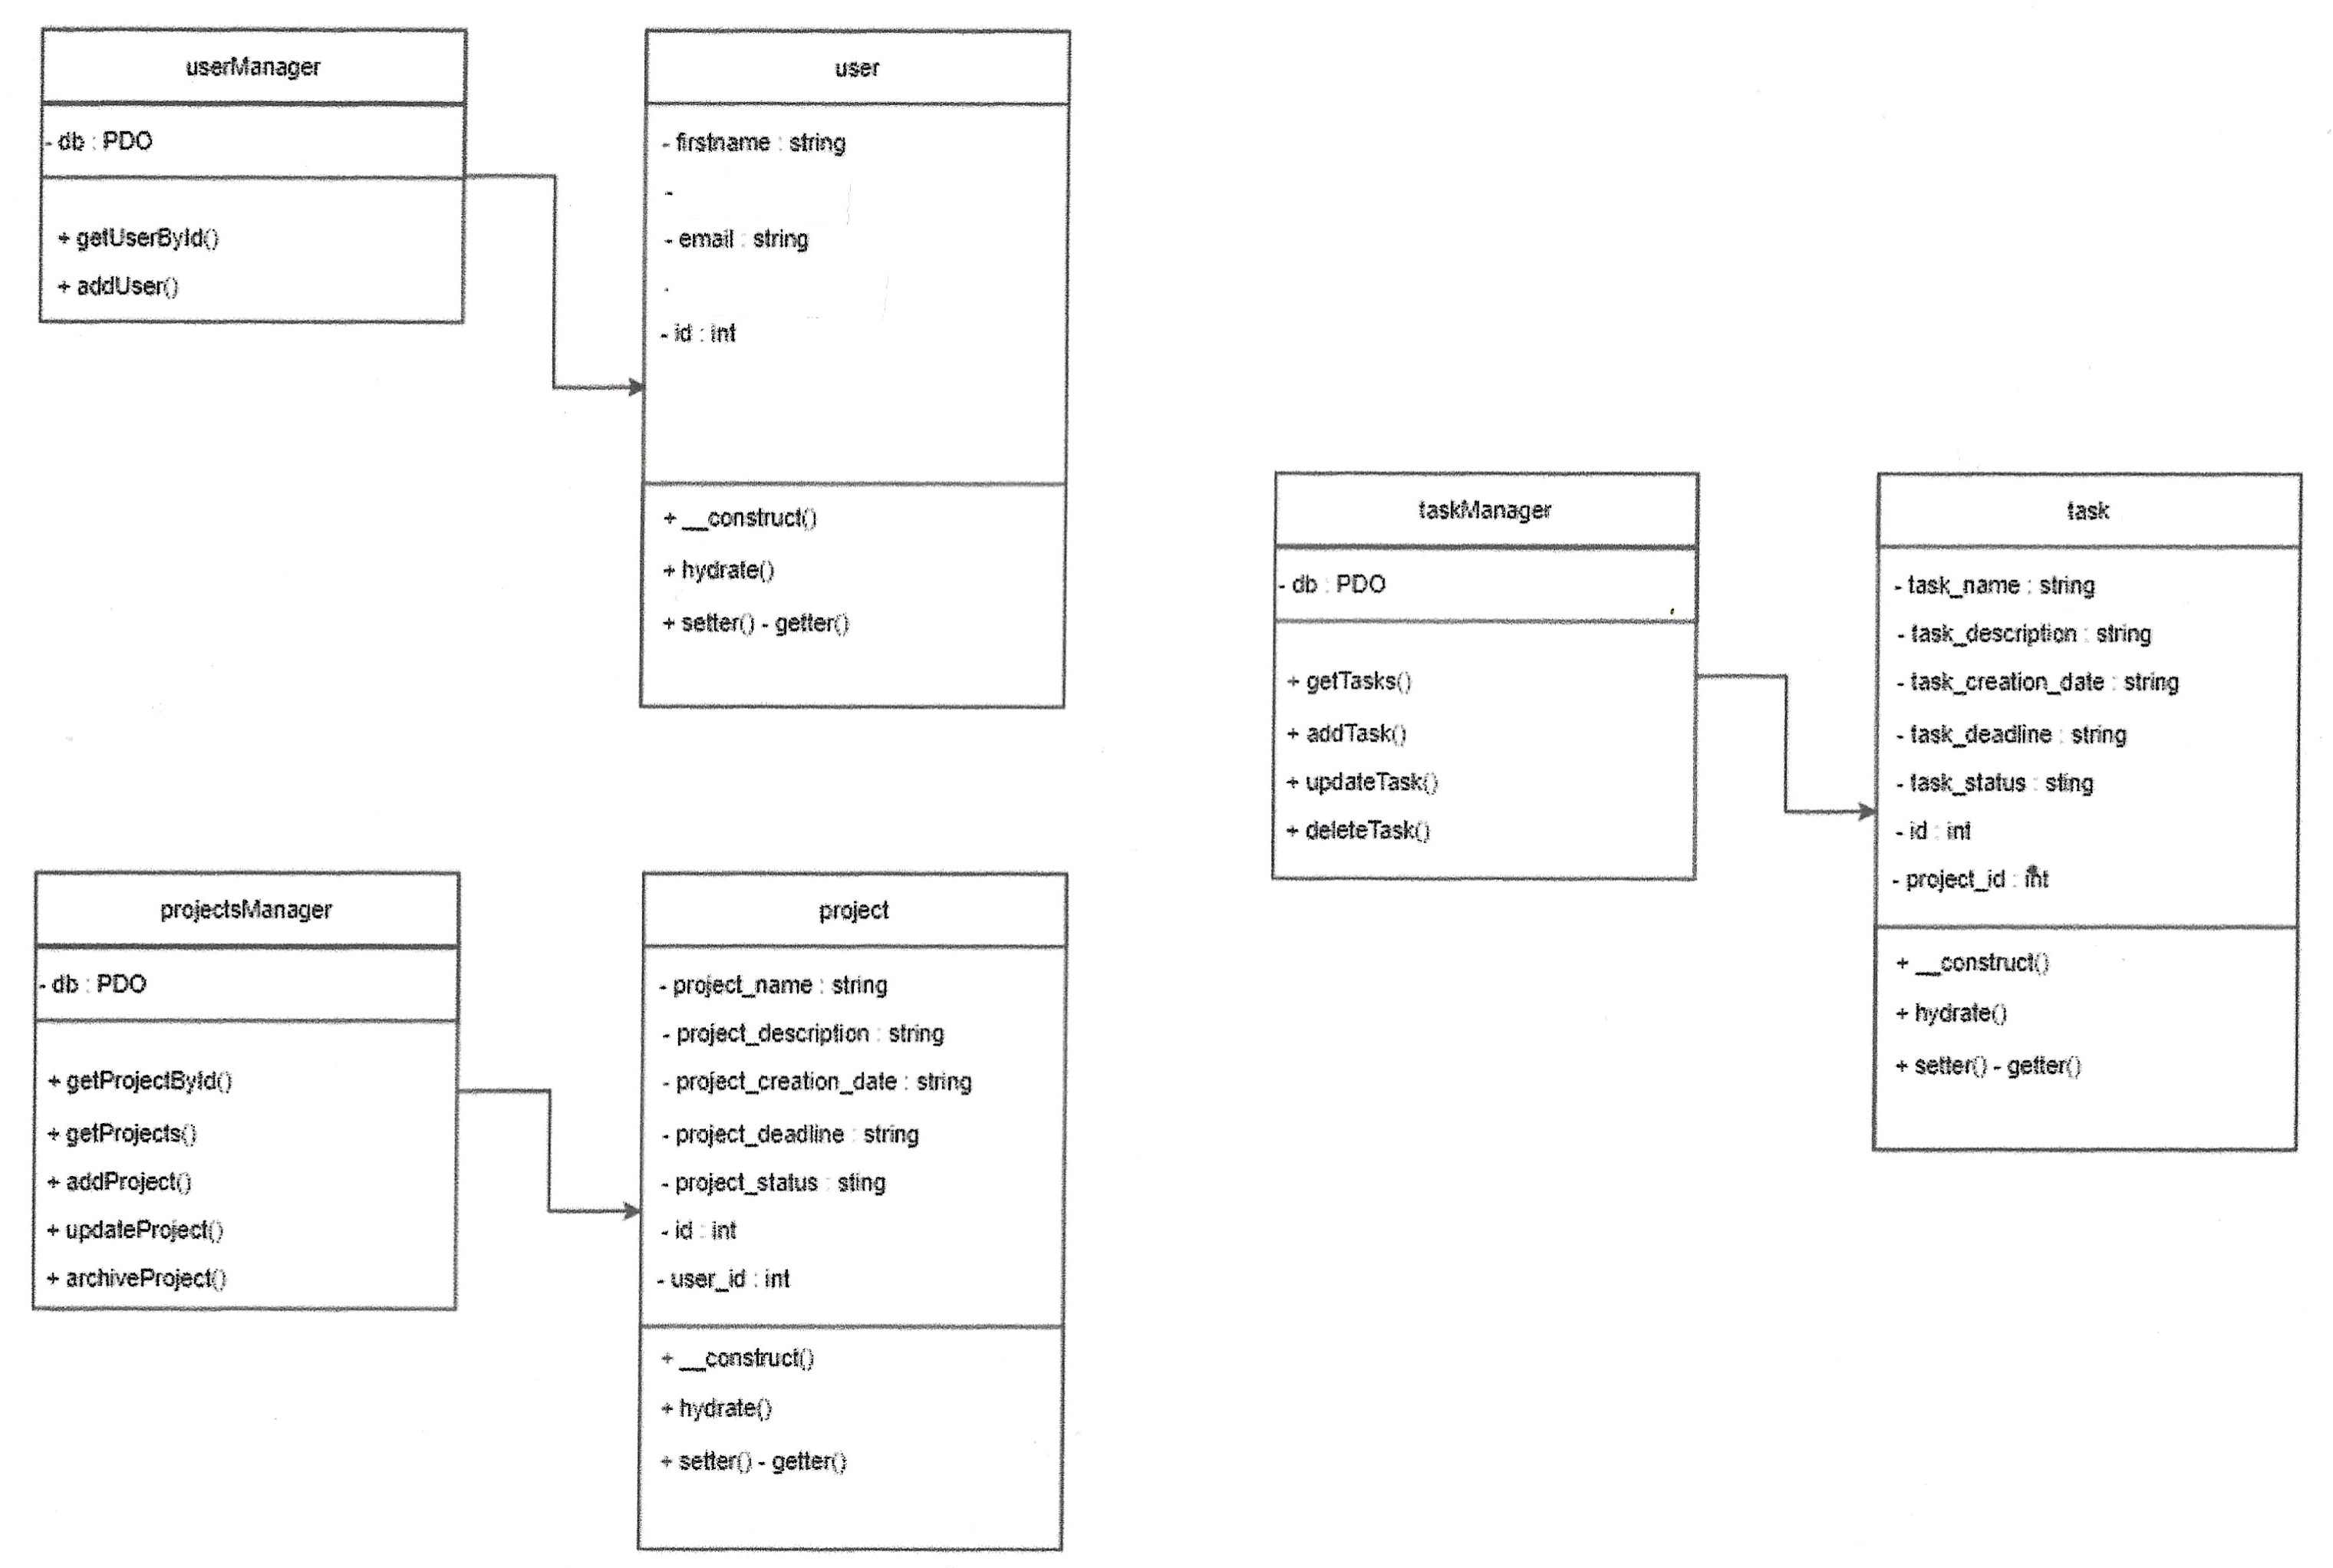 userManager
- db : PDO
+ getUserById()
+ addUser()
user
- firstname : string
-
- email : string
-
- id : int
+ __construct()
+ hydrate()
+ setter() - getter()
taskManager
- db : PDO
+ getTasks()
+ addTask()
+ updateTask()
+ deleteTask()
task
- task_name : string
- task_description : string
- task_creation_date : string
- task_deadline : string
- task_status : sting
- id : int
- project_id : int
+ __construct()
+ hydrate()
+ setter() - getter()
projectsManager
- db : PDO
+ getProjectById()
+ getProjects()
+ addProject()
+ updateProject()
+ archiveProject()
project
- project_name : string
- project_description : string
- project_creation_date : string
- project_deadline : string
- project_status : sting
- id : int
- user_id : int
+ __construct()
+ hydrate()
+ setter() - getter()